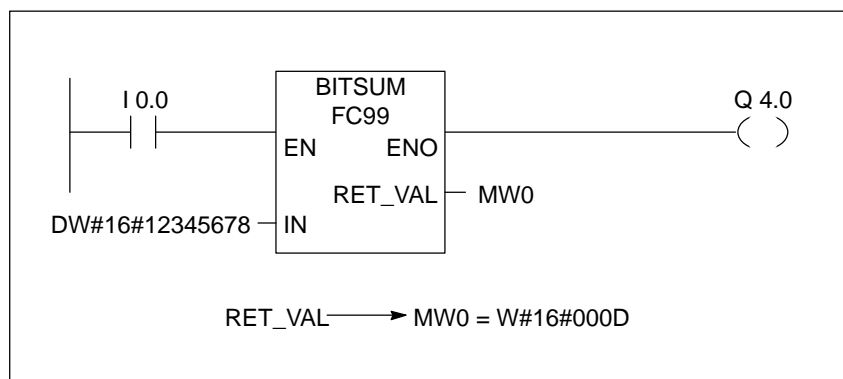 BITSUM
FC99
I 0.0
Q 4.0
EN ENO
RET_VAL MW0
DW#16#12345678 IN
RET_VAL MW0 = W#16#000D